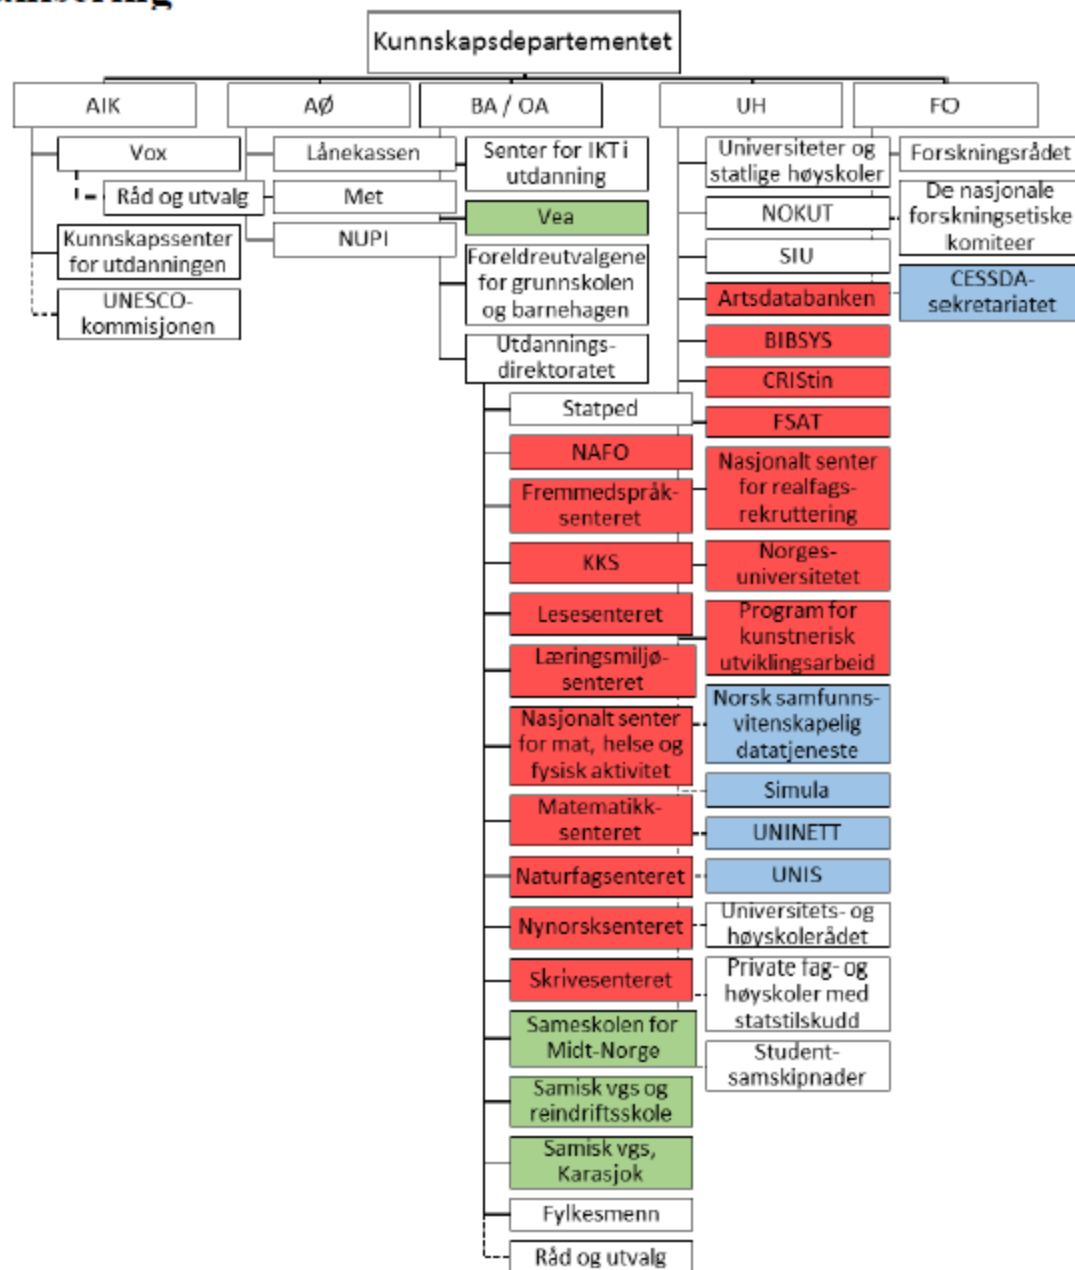 Kunnskapsdepartementet
AIK
AØ
BA / OA
UH
FO
Vox
Råd og utvalg
Kunnskapssenter
for utdanningen
UNESCO-
kommisjonen
Lånekassen
Met
NUPI
Senter for IKT i
utdanning
Vea
Foreldreutvalgene
for grunnskolen
og barnehagen
Utdannings-
direktoratet
Statped
NAFO
Fremmedspråk-
senteret
KKS
Lesesenteret
Læringsmiljø-
senteret
Nasjonalt senter
for mat, helse og
fysisk aktivitet
Matematikk-
senteret
Naturfagsenteret
Nynorsksenteret
Skrivesenteret
Sameskolen for
Midt-Norge
Samisk vgs og
reindriftsskole
Samisk vgs,
Karasjok
Fylkesmenn
Råd og utvalg
Universiteter og
statlige høyskoler
NOKUT
SIU
Artsdatabanken
BIBSYS
CRIStin
FSAT
Nasjonalt senter
for realfags-
rekruttering
Norges-
universitetet
Program for
kunstnerisk
utviklingsarbeid
Norsk samfunns-
vitenskapelig
datatjeneste
Simula
UNINETT
UNIS
Universitets- og
høyskolerådet
Private fag- og
høyskoler med
statstilskudd
Student-
samskipnader
Forskningsrådet
De nasjonale
forskningsetiske
komiteer
CESSDA-
sekretariatet